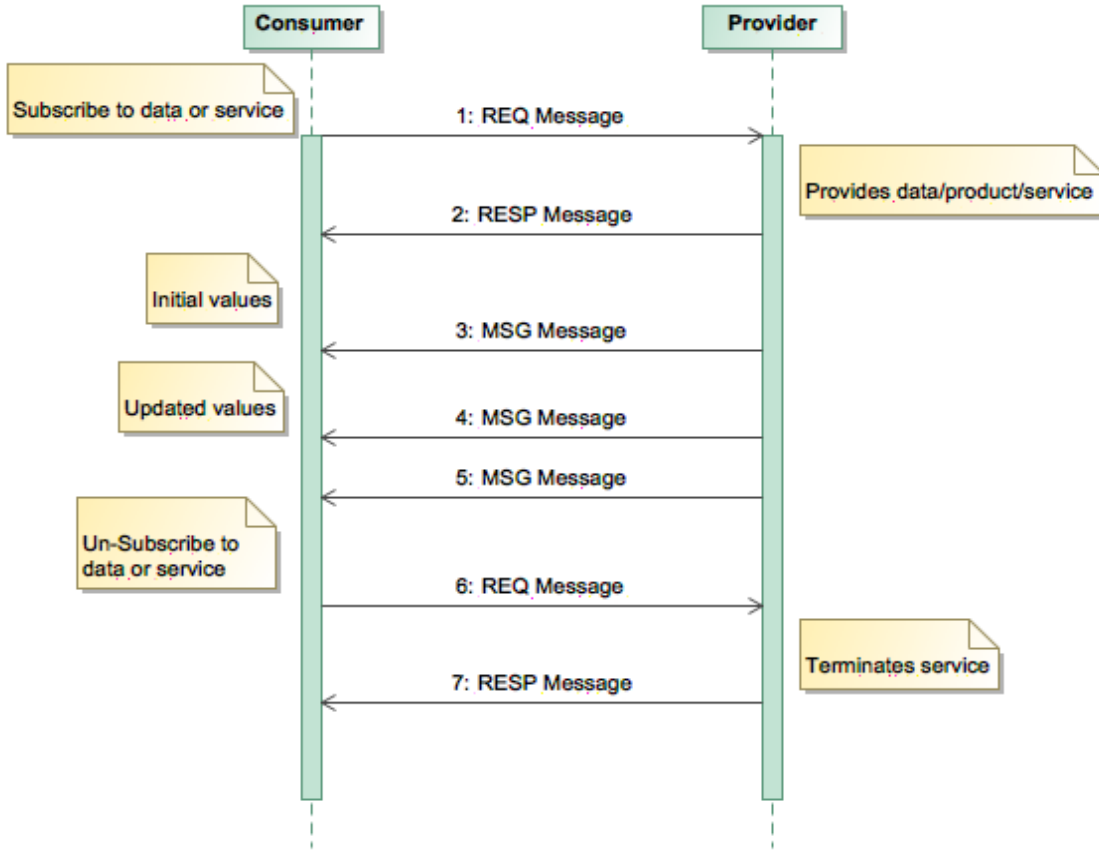 Consumer
Provider
Subscribe to data or service
1: REQ Message
Provides data/product/service
2: RESP Message
Initial values
3: MSG Message
Updated values
4: MSG Message
5: MSG Message
Un-Subscribe to
data or service
6: REQ Message
Terminates service
7: RESP Message